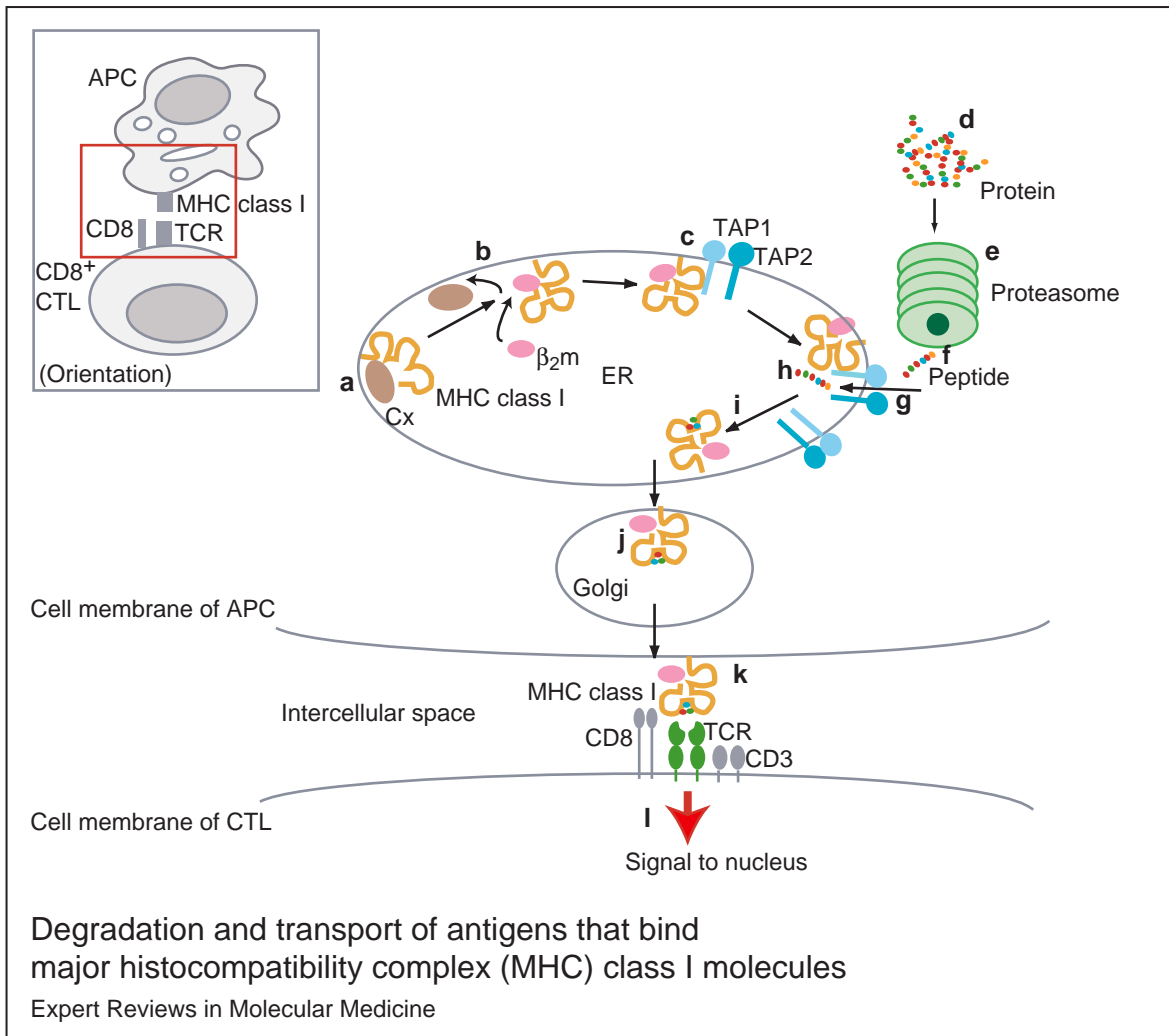 APC
MHC class I
CD8
TCR
CD8+
CTL
(Orientation)
d
Protein
e
Proteasome
f
Peptide
g
h
i
c
TAP1
TAP2
b
β2m
ER
a
MHC class I
Cx
j
Golgi
Cell membrane of APC
k
MHC class I
Intercellular space
CD8
TCR
CD3
Cell membrane of CTL
l
Signal to nucleus
Degradation and transport of antigens that bind
major histocompatibility complex (MHC) class I molecules
Expert Reviews in Molecular Medicine